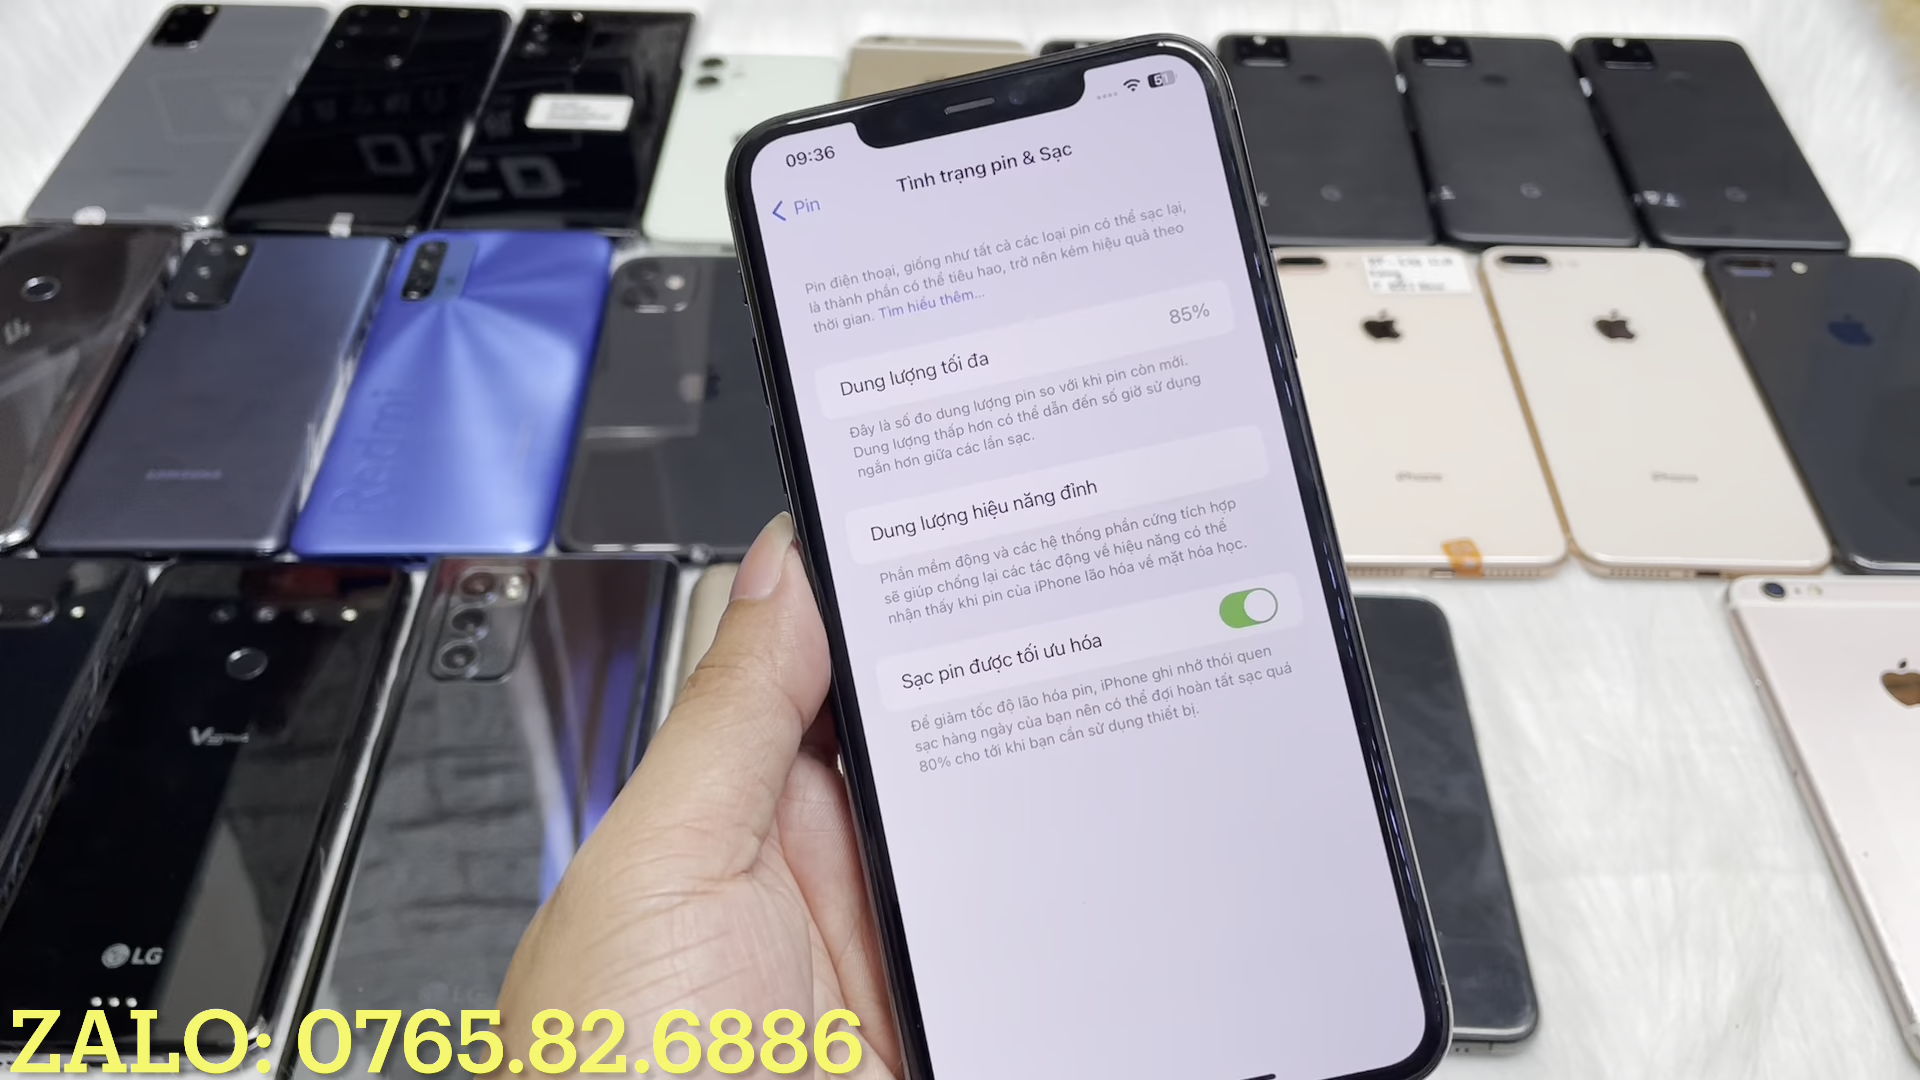 09:36
51
Pin
Tình trạng pin & Sạc
Pin điện thoại, giống như tất cả các loại pin có thể sạc lại,
là thành phần có thể tiêu hao, trở nên kém hiệu quả theo
thời gian. Tìm hiểu thêm...
Dung lượng tối đa
85%
Đây là số đo dung lượng pin so với khi pin còn mới.
Dung lượng thấp hơn có thể dẫn đến số giờ sử dụng
ngắn hơn giữa các lần sạc.
Dung lượng hiệu năng đỉnh
Phần mềm động và các hệ thống phần cứng tích hợp
sẽ giúp chống lại các tác động về hiệu năng có thể
nhận thấy khi pin của iPhone lão hóa về mặt hóa học.
Sạc pin được tối ưu hóa
Để giảm tốc độ lão hóa pin, iPhone ghi nhớ thói quen
sạc hàng ngày của bạn nên có thể đợi hoàn tất sạc quá
80% cho tới khi bạn cần sử dụng thiết bị.
SAMSUNG
Redmi
iPhone
iPhone
LG
LG
ZALO: 0765.82.6886